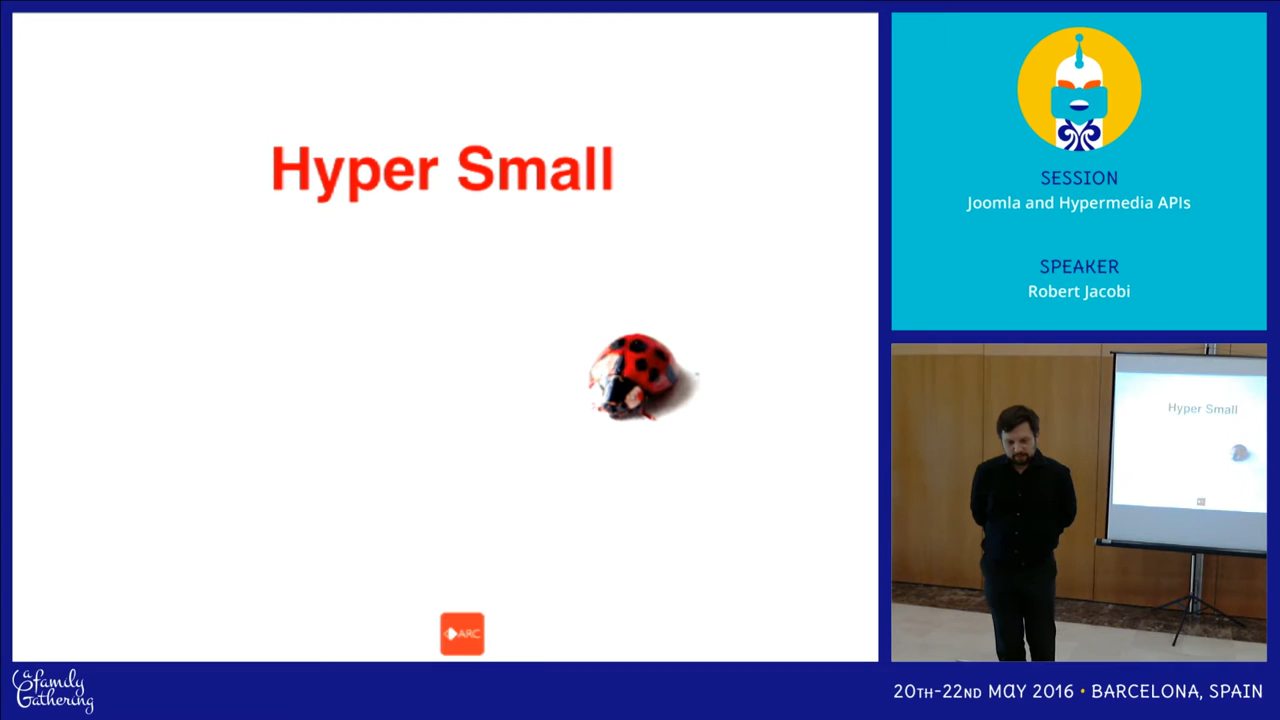 Hyper Small
ARC
SESSION
Joomla and Hypermedia APIs
SPEAKER
Robert Jacobi
Hyper Small
a family
Gathering
20TH-22ND MAY 2016 • BARCELONA, SPAIN